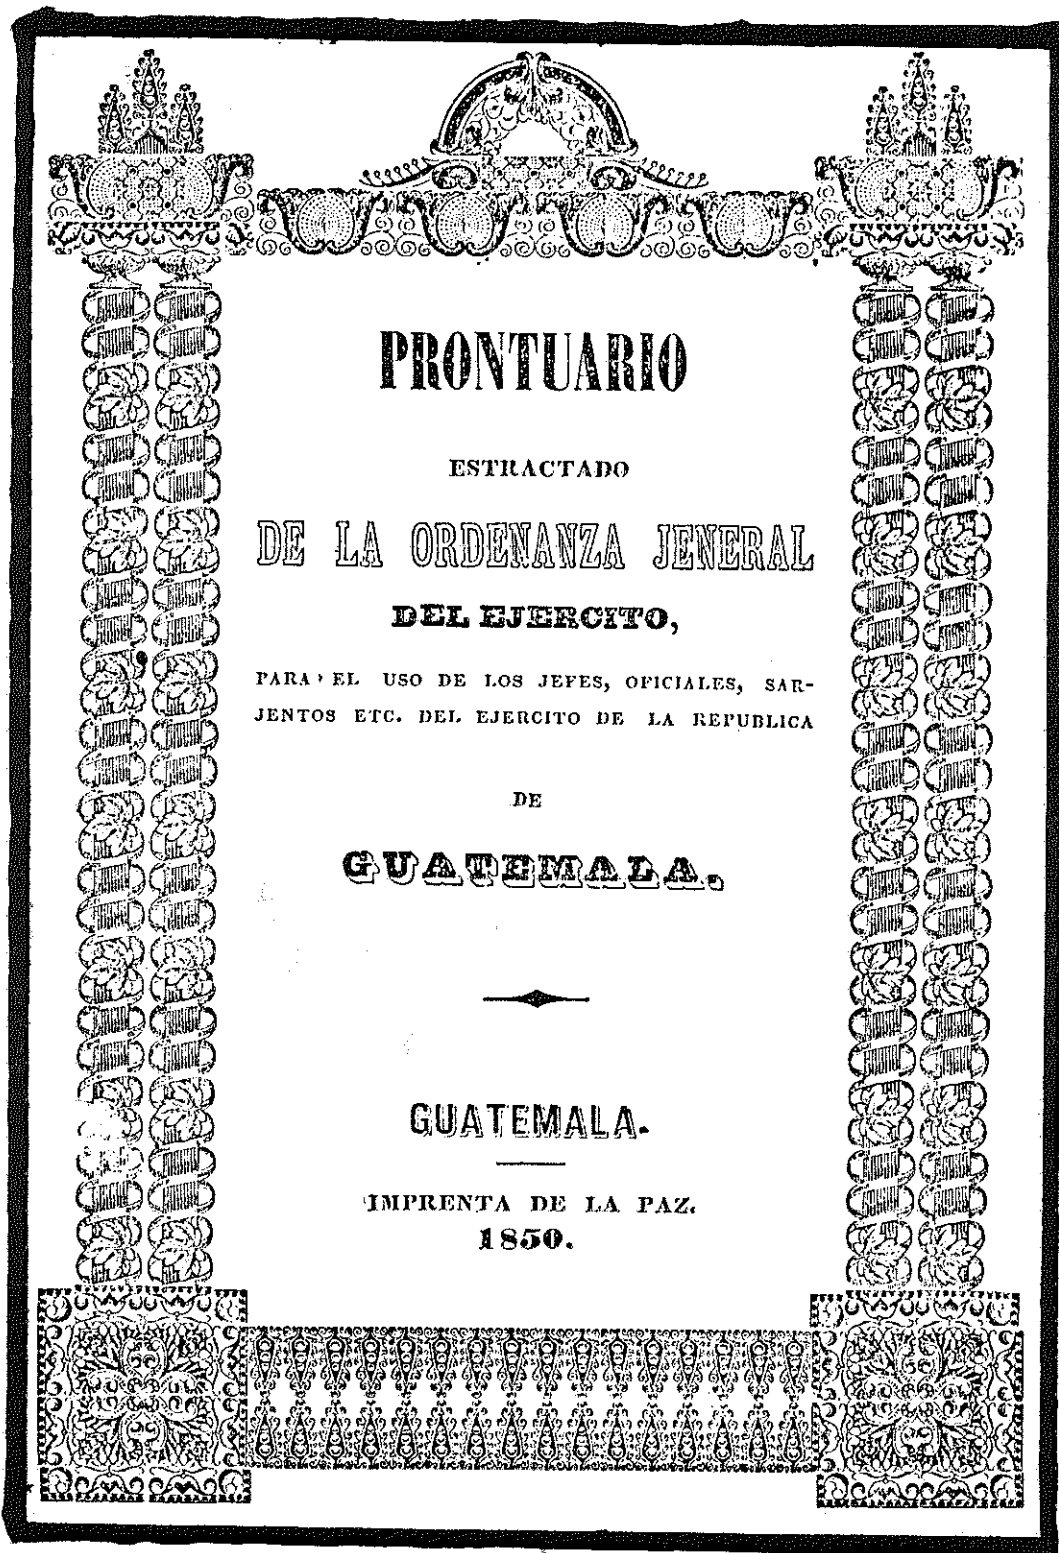 PRONTUARIO
ESTRACTADO
DE LA ORDENANZA JENERAL
DEL EJERCITO,
PARA EL USO DE LOS JEFES, OFICIALES, SAR-
JENTOS ETC. DEL EJERCITO DE LA REPUBLICA
DE
GUATEMALA.
GUATEMALA.
IMPRENTA DE LA PAZ.
1850.